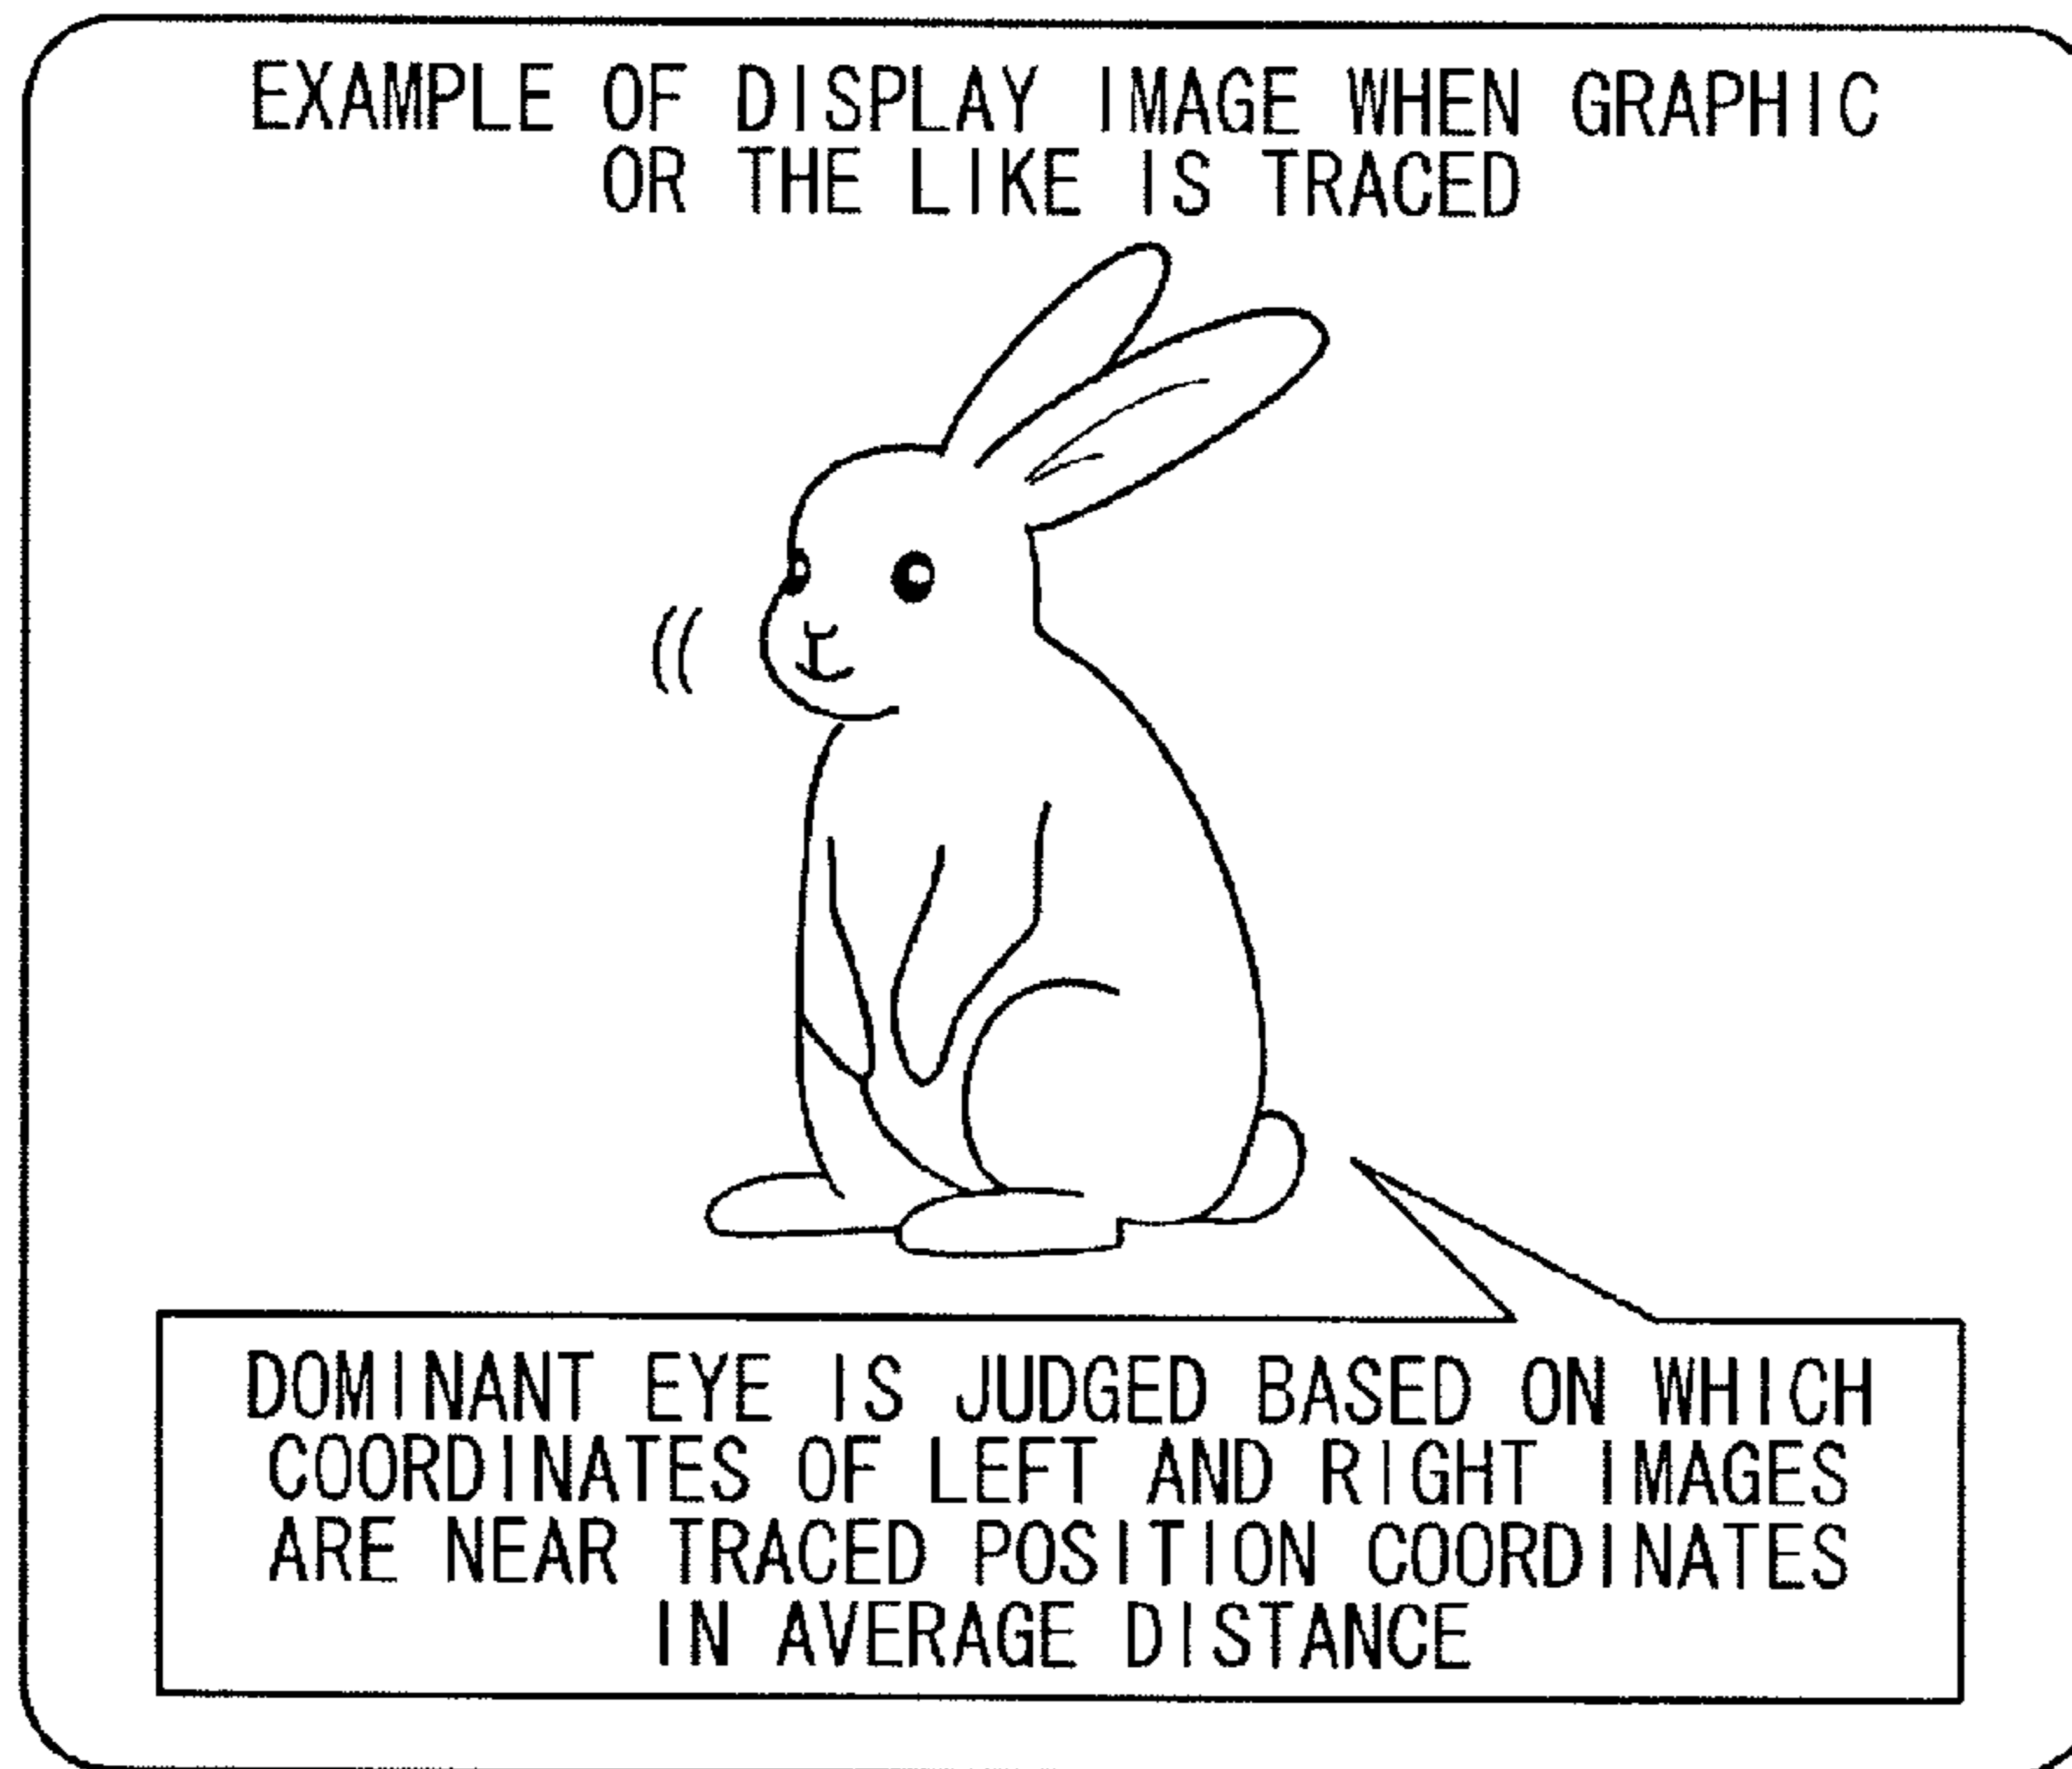 EXAMPLE OF DISPLAY IMAGE WHEN GRAPHIC
OR THE LIKE IS TRACED
DOMINANT EYE IS JUDGED BASED ON WHICH
COORDINATES OF LEFT AND RIGHT IMAGES
ARE NEAR TRACED POSITION COORDINATES
IN AVERAGE DISTANCE